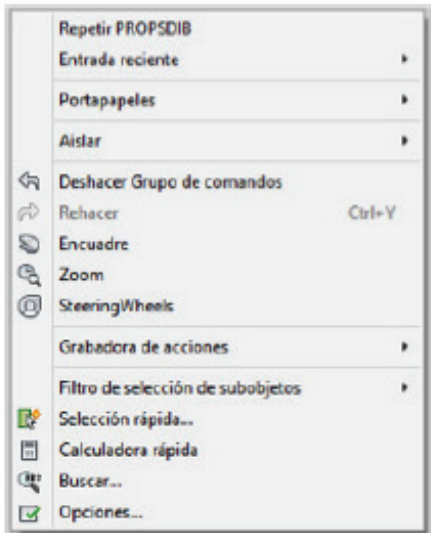 Repetir PROPSDIB
Entrada reciente
Portapapeles
Aislar
Deshacer Grupo de comandos
Rehacer Ctrl+Y
Encuadre
Zoom
SteeringWheels
Grabadora de acciones
Filtro de selección de subobjetos
Selección rápida...
Calculadora rápida
Buscar...
Opciones...